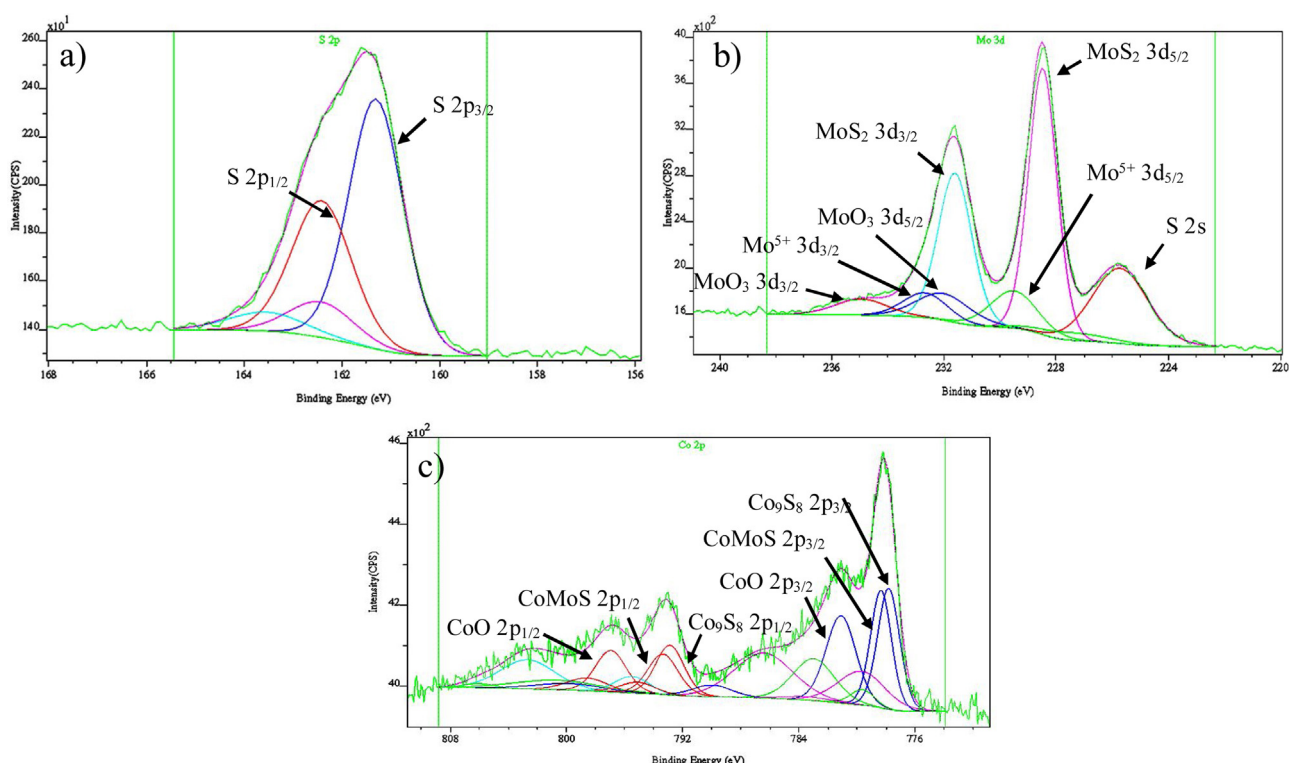 a)
x10¹
S 2p
260
240
220
200
180
160
140
Intensity(CPS)
S 2p3/2
S 2p1/2
168 166 164 162 160 158 156
Binding Energy (eV)
b)
x10²
Mo 3d
40
36
32
28
24
20
16
Intensity(CPS)
MoS₂ 3d5/2
MoS₂ 3d3/2
Mo⁵⁺ 3d5/2
MoO₃ 3d5/2
S 2s
Mo⁵⁺ 3d3/2
MoO₃ 3d3/2
240 236 232 228 224 220
Binding Energy (eV)
c)
x10²
Co 2p
46
44
42
40
Intensity(CPS)
Co₉S₈ 2p3/2
CoMoS 2p3/2
CoO 2p3/2
CoMoS 2p1/2
Co₉S₈ 2p1/2
CoO 2p1/2
808 800 792 784 776
Binding Energy (eV)